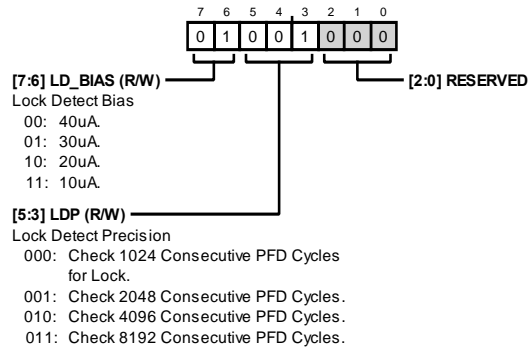 7 6 5 4 3 2 1 0
0 1 0 0 1 0 0 0
[7:6] LD_BIAS (R/W) [2:0] RESERVED
Lock Detect Bias
00: 40uA.
01: 30uA.
10: 20uA.
11: 10uA.
[5:3] LDP (R/W)
Lock Detect Precision
000: Check 1024 Consecutive PFD Cycles
for Lock.
001: Check 2048 Consecutive PFD Cycles.
010: Check 4096 Consecutive PFD Cycles.
011: Check 8192 Consecutive PFD Cycles.